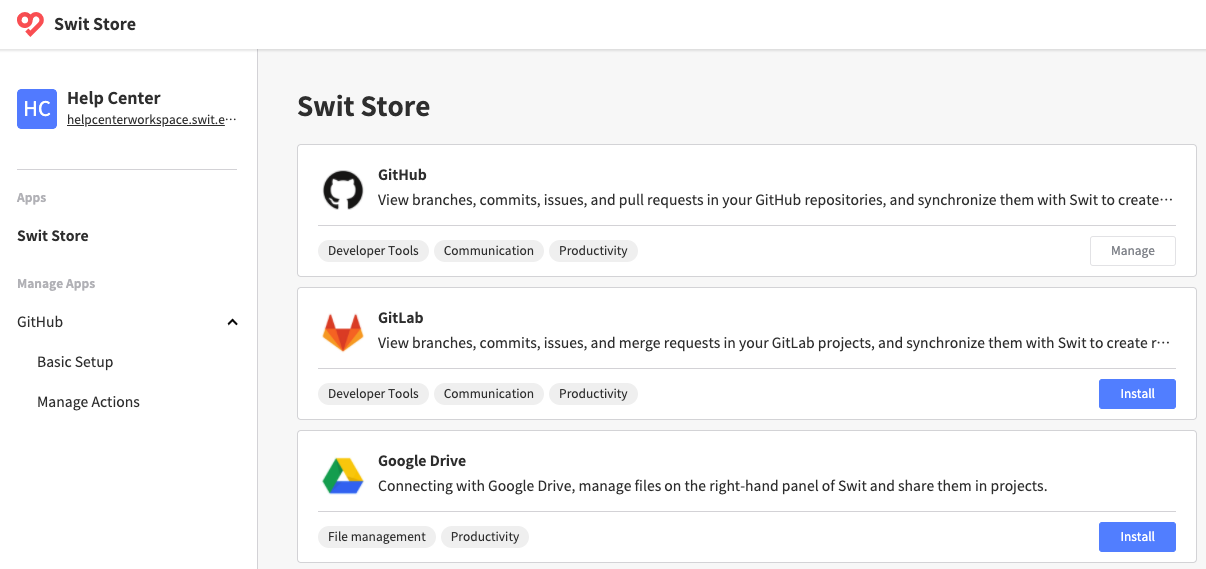 Swit Store
HC
Help Center
helpcenterworkspace.swit.e···
Apps
Swit Store
Manage Apps
GitHub
Basic Setup
Manage Actions
Swit Store
GitHub
View branches, commits, issues, and pull requests in your GitHub repositories, and synchronize them with Swit to create···
Developer Tools Communication Productivity Manage
GitLab
View branches, commits, issues, and merge requests in your GitLab projects, and synchronize them with Swit to create r···
Developer Tools Communication Productivity Install
Google Drive
Connecting with Google Drive, manage files on the right-hand panel of Swit and share them in projects.
File management Productivity Install